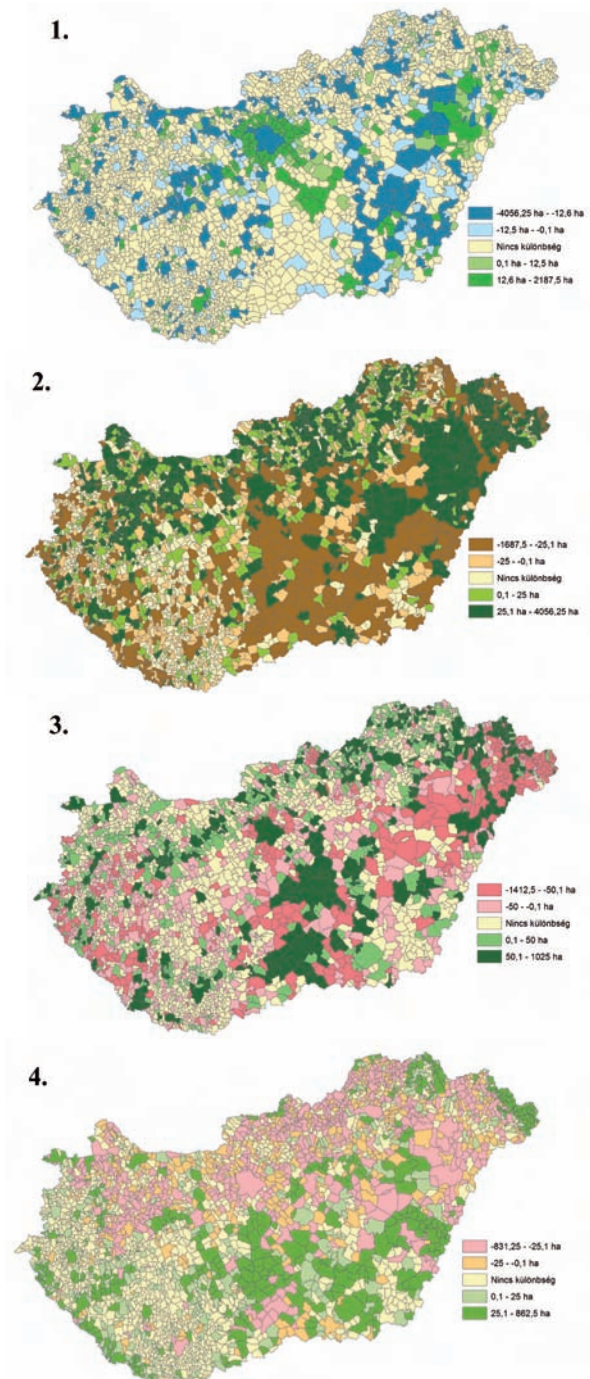 1.
-4056,25 ha - -12,6 ha
-12,5 ha - -0,1 ha
Nincs különbség
0,1 ha - 12,5 ha
12,6 ha - 2187,5 ha
2.
-1687,5 - -25,1 ha
-25 - -0,1 ha
Nincs különbség
0,1 - 25 ha
25,1 ha - 4056,25 ha
3.
-1412,5 - -50,1 ha
-50 - -0,1 ha
Nincs különbség
0,1 - 50 ha
50,1 - 1025 ha
4.
-831,25 - -25,1 ha
-25 - -0,1 ha
Nincs különbség
0,1 - 25 ha
25,1 - 862,5 ha